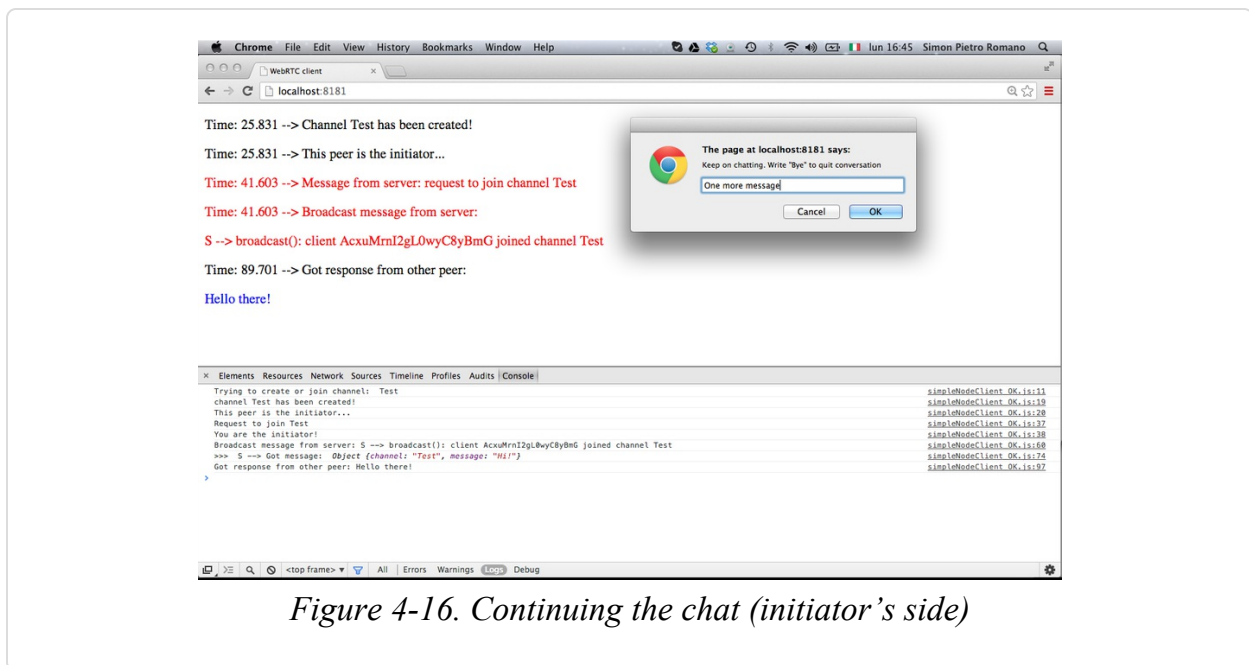 Chrome File Edit View History Bookmarks Window Help lun 16:45 Simon Pietro Romano
WebRTC client
localhost:8181
Time: 25.831 --> Channel Test has been created!
Time: 25.831 --> This peer is the initiator...
Time: 41.603 --> Message from server: request to join channel Test
Time: 41.603 --> Broadcast message from server:
S --> broadcast(): client AcxuMrnI2gL0wyC8yBmG joined channel Test
Time: 89.701 --> Got response from other peer:
Hello there!
The page at localhost:8181 says:
Keep on chatting. Write "Bye" to quit conversation
One more message
Cancel OK
× Elements Resources Network Sources Timeline Profiles Audits Console
Trying to create or join channel: Test simpleNodeClient_OK.js:11
channel Test has been created! simpleNodeClient_OK.js:19
This peer is the initiator... simpleNodeClient_OK.js:20
Request to join Test simpleNodeClient_OK.js:37
You are the initiator! simpleNodeClient_OK.js:38
Broadcast message from server: S --> broadcast(): client AcxuMrnI2gL0wyC8yBmG joined channel Test simpleNodeClient_OK.js:60
>>> S --> Got message: Object {channel: "Test", message: "Hi!"} simpleNodeClient_OK.js:74
Got response from other peer: Hello there! simpleNodeClient_OK.js:97
>
<top frame> ▼ All | Errors Warnings Logs Debug
Figure 4-16. Continuing the chat (initiator’s side)